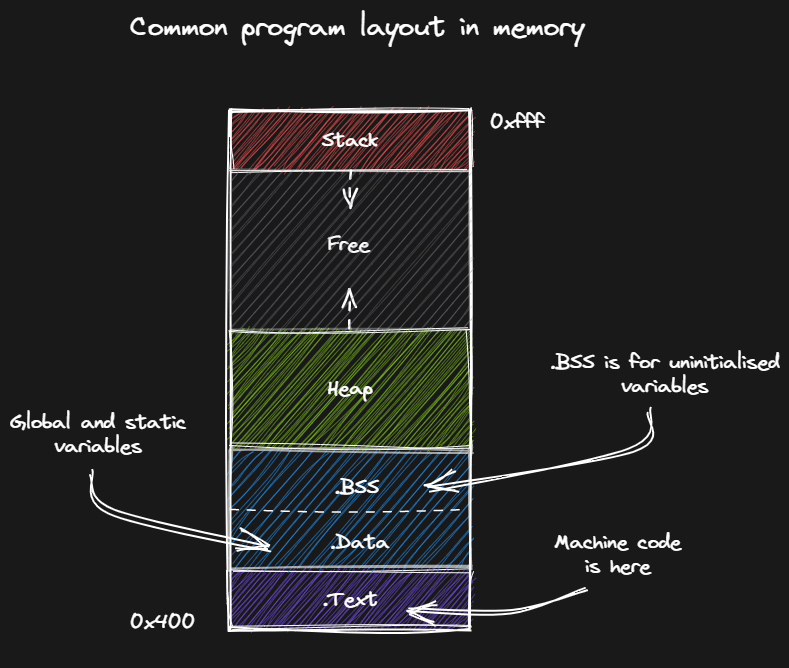 Common program layout in memory
0xfff
Stack
Free
.BSS is for uninitialised
variables
Heap
Global and static
variables
.BSS
.Data
Machine code
is here
.Text
0x400